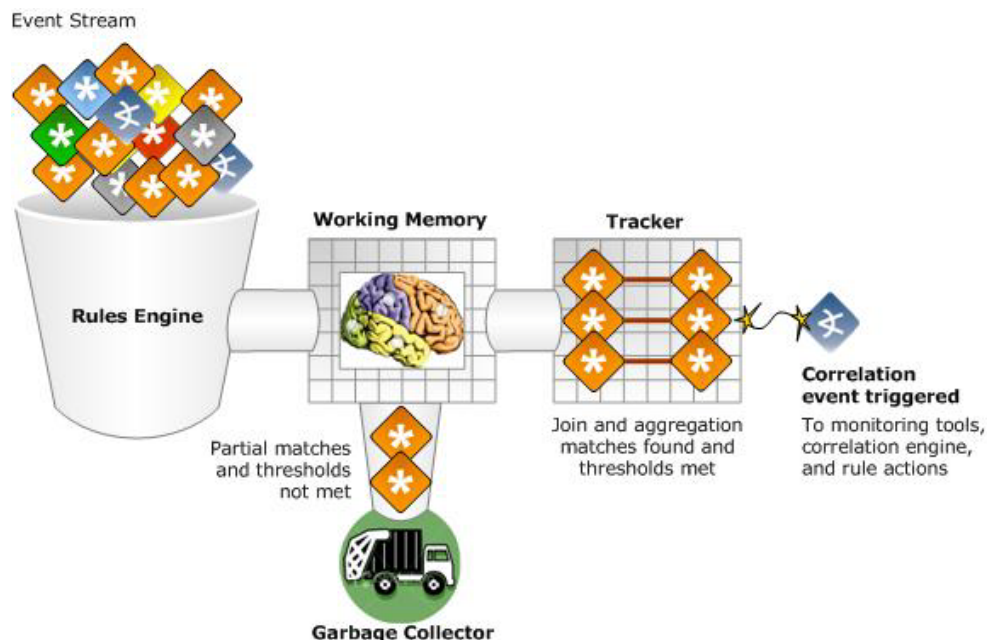 Event Stream
Working Memory
Tracker
Rules Engine
Correlation
event triggered
To monitoring tools,
correlation engine,
and rule actions
Join and aggregation
matches found and
thresholds met
Partial matches
and thresholds
not met
Garbage Collector